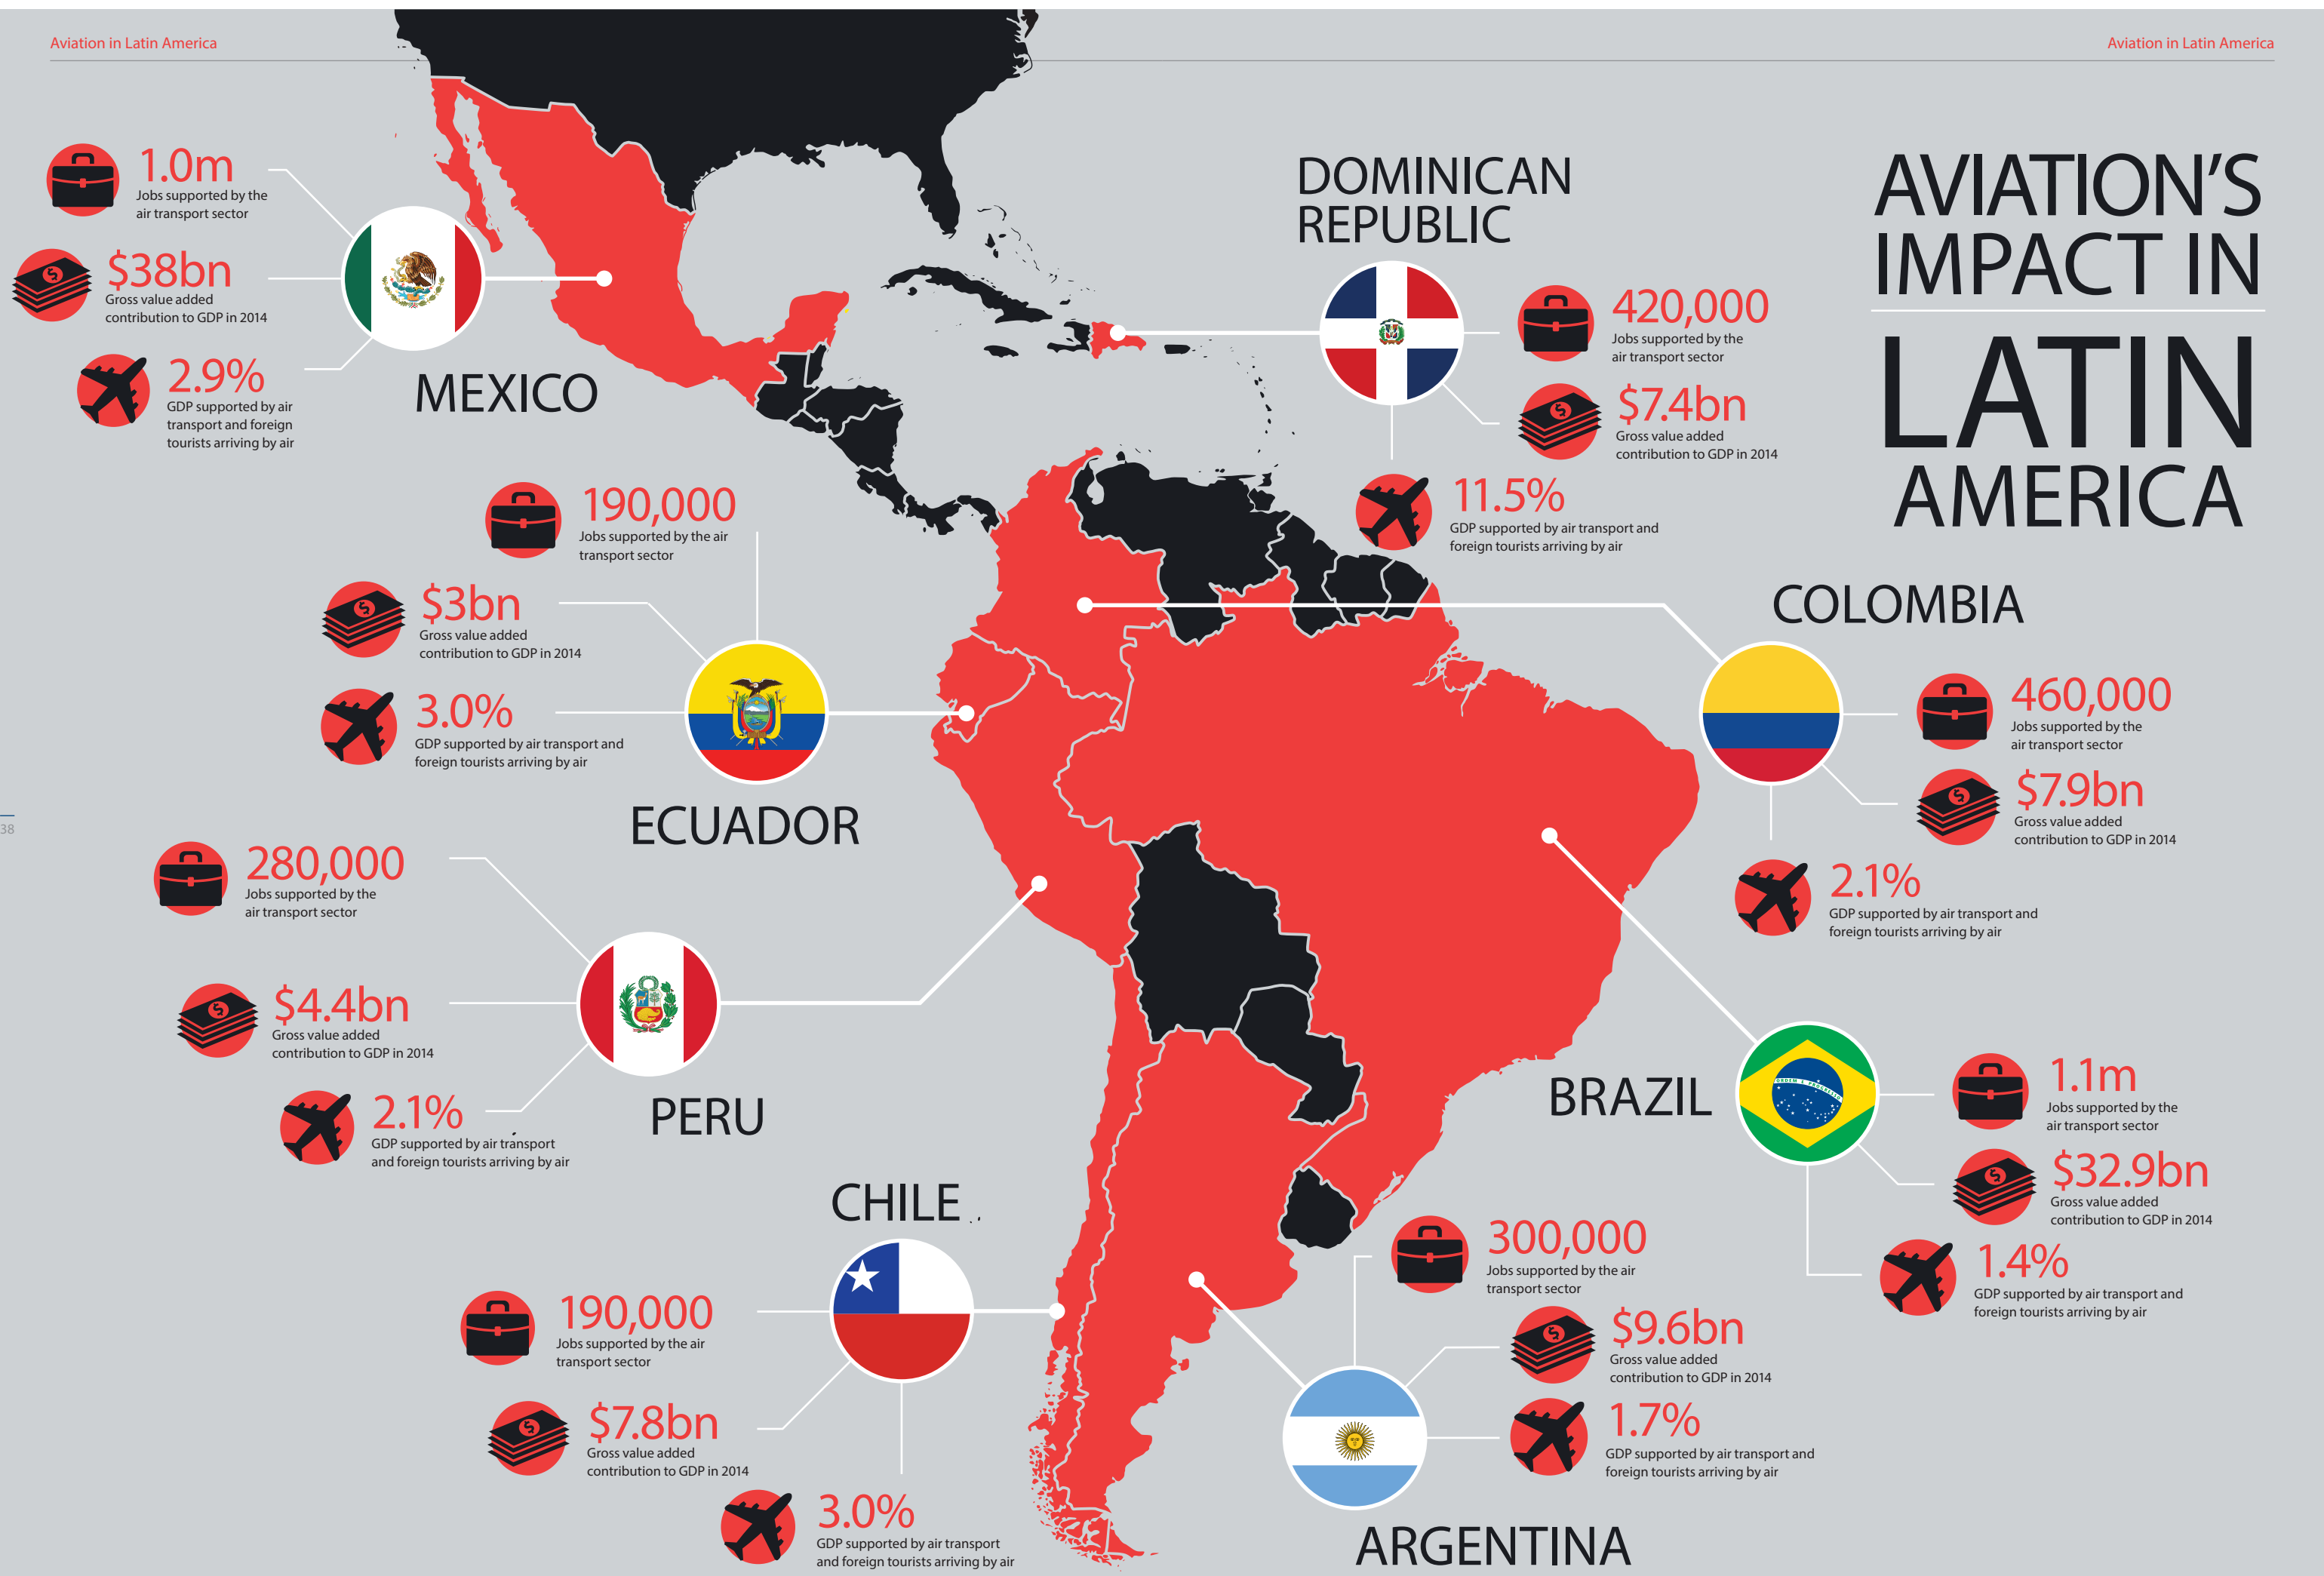 Aviation in Latin America
Aviation in Latin America
AVIATION'S
IMPACT IN
LATIN
AMERICA
1.0m
Jobs supported by the
air transport sector
$38bn
Gross value added
contribution to GDP in 2014
2.9%
GDP supported by air
transport and foreign
tourists arriving by air
MEXICO
DOMINICAN
REPUBLIC
420,000
Jobs supported by the
air transport sector
$7.4bn
Gross value added
contribution to GDP in 2014
11.5%
GDP supported by air transport and
foreign tourists arriving by air
190,000
Jobs supported by the air
transport sector
$3bn
Gross value added
contribution to GDP in 2014
3.0%
GDP supported by air transport and
foreign tourists arriving by air
ECUADOR
COLOMBIA
460,000
Jobs supported by the
air transport sector
$7.9bn
Gross value added
contribution to GDP in 2014
2.1%
GDP supported by air transport and
foreign tourists arriving by air
38
280,000
Jobs supported by the
air transport sector
$4.4bn
Gross value added
contribution to GDP in 2014
2.1%
GDP supported by air transport
and foreign tourists arriving by air
PERU
BRAZIL
ORDEM E PROGRESSO
1.1m
Jobs supported by the
air transport sector
$32.9bn
Gross value added
contribution to GDP in 2014
1.4%
GDP supported by air transport and
foreign tourists arriving by air
CHILE
190,000
Jobs supported by the air
transport sector
$7.8bn
Gross value added
contribution to GDP in 2014
3.0%
GDP supported by air transport
and foreign tourists arriving by air
300,000
Jobs supported by the air
transport sector
$9.6bn
Gross value added
contribution to GDP in 2014
1.7%
GDP supported by air transport and
foreign tourists arriving by air
ARGENTINA